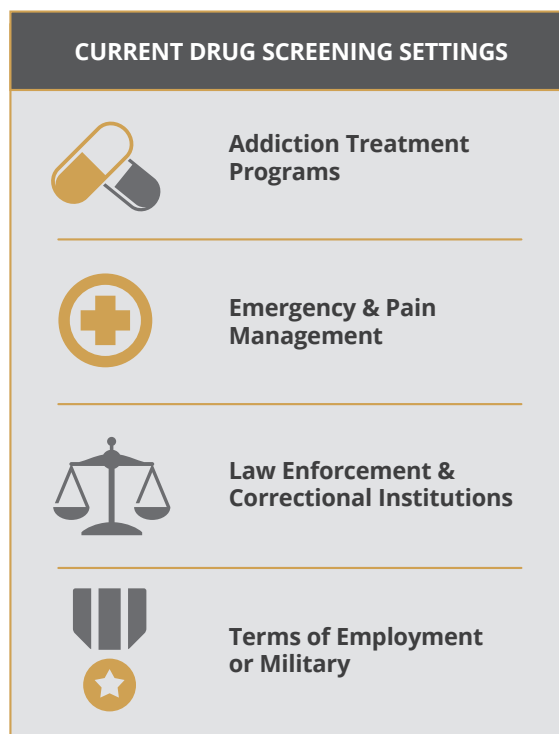 CURRENT DRUG SCREENING SETTINGS
Addiction Treatment
Programs
Emergency & Pain
Management
Law Enforcement &
Correctional Institutions
Terms of Employment
or Military